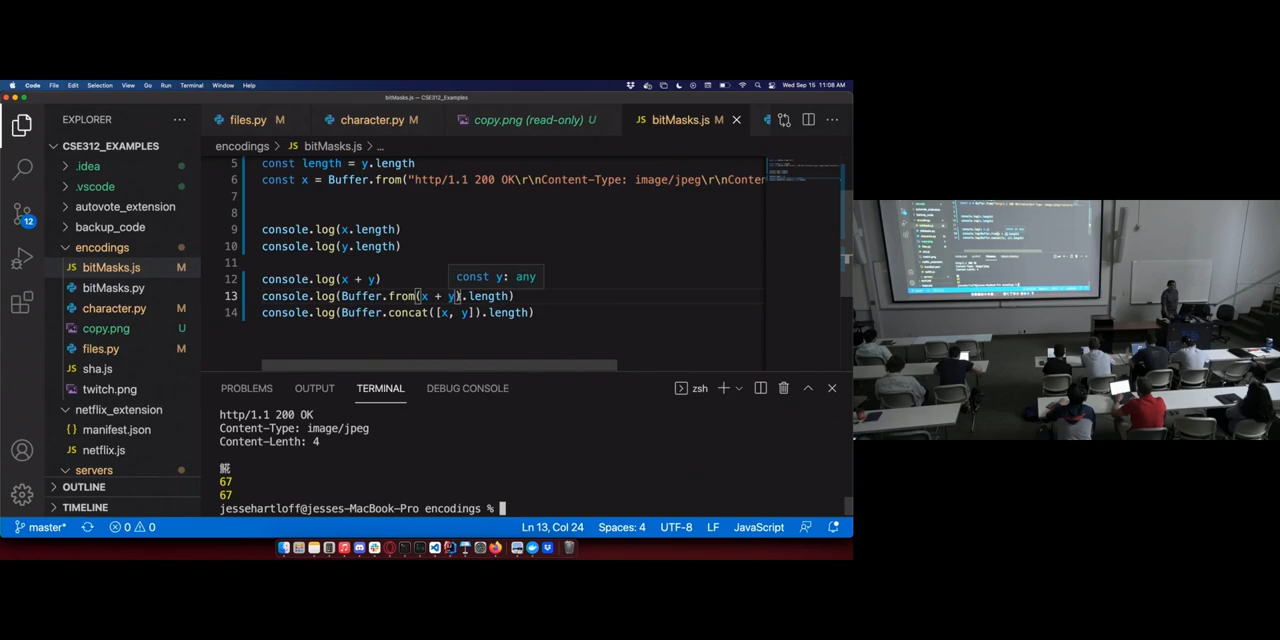 Code File Edit Selection View Go Run Terminal Window Help Wed Sep 15 11:08 AM
bitMasks.js — CSE312_Examples
EXPLORER ···
files.py M
character.py M
copy.png (read-only) U
JS bitMasks.js M
CSE312_EXAMPLES
encodings > JS bitMasks.js > ...
.idea
.vscode
autovote_extension
backup_code
encodings
JS bitMasks.js M
bitMasks.py
character.py M
copy.png U
files.py M
JS sha.js
twitch.png
netflix_extension
manifest.json
JS netflix.js
servers
OUTLINE
TIMELINE
12
5 const length = y.length
6 const x = Buffer.from("http/1.1 200 OK\r\nContent-Type: image/jpeg\r\nConten
7
8
9 console.log(x.length)
10 console.log(y.length)
11
12 console.log(x + y)
const y: any
13 console.log(Buffer.from(x + y).length)
14 console.log(Buffer.concat([x, y]).length)
PROBLEMS OUTPUT TERMINAL DEBUG CONSOLE zsh
http/1.1 200 OK
Content-Type: image/jpeg
Content-Lenth: 4
67
67
jessehartloff@jesses-MacBook-Pro encodings %
master* 0 0 Ln 13, Col 24 Spaces: 4 UTF-8 LF JavaScript